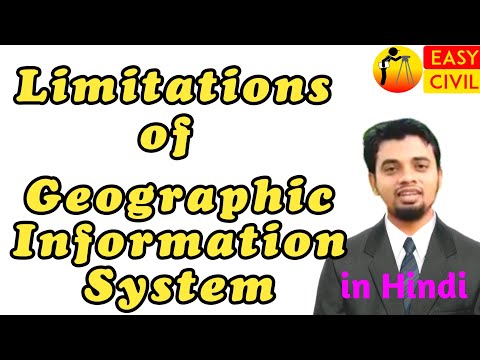 Limitations
of
Geographic
Information
System
in Hindi
EASY
CIVIL